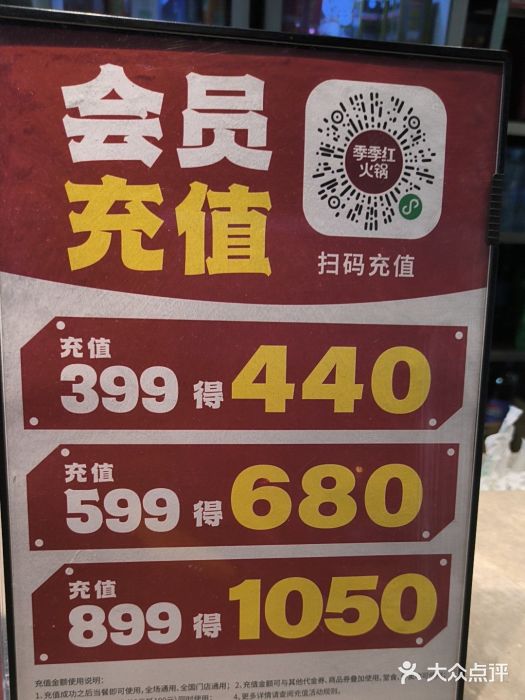 会员
充值
季季红
火锅
扫码充值
充值
399 得 440
充值
599 得 680
充值
899 得 1050
充值金额使用说明：
1.充值成功之后当餐即可使用，全场通用，全国门店通用；
2.充值金额可与其他代金券、商品券叠加使用，
4.更多详情请查阅充值活动规则。
大众点评